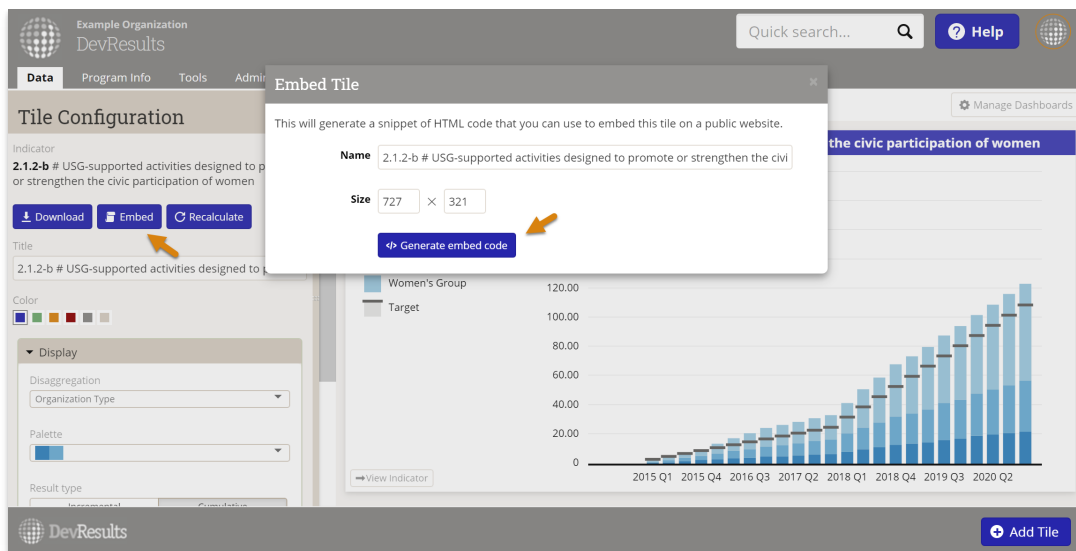 Example Organization
DevResults
Quick search...
Help
Data
Program Info
Tools
Embed Tile
×
Tile Configuration
This will generate a snippet of HTML code that you can use to embed this tile on a public website.
Manage Dashboards
Indicator
2.1.2-b # USG-supported activities designed to p
or strengthen the civic participation of women
Name
2.1.2-b # USG-supported activities designed to promote or strengthen the civi
the civic participation of women
Size
727 × 321
Download
Embed
Recalculate
</> Generate embed code
Title
2.1.2-b # USG-supported activities designed to p
Color
Women's Group
Target
120.00
100.00
80.00
60.00
40.00
20.00
0
Display
Disaggregation
Organization Type
Palette
Result type
Incremental
Cumulative
View Indicator
2015 Q1 2015 Q4 2016 Q3 2017 Q2 2018 Q1 2018 Q4 2019 Q3 2020 Q2
DevResults
Add Tile